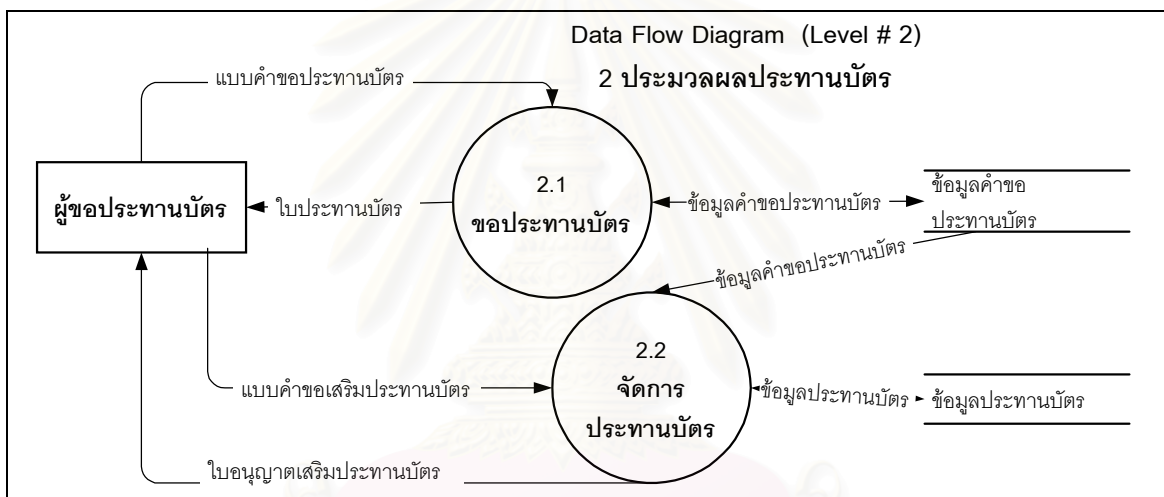 Data Flow Diagram (Level # 2)
2 ประมวลผลประทานบัตร
แบบคำขอประทานบัตร
2.1
ขอประทานบัตร
ผู้ขอประทานบัตร
ใบประทานบัตร
ข้อมูลคำขอประทานบัตร
ข้อมูลคำขอ
ประทานบัตร
ข้อมูลคำขอประทานบัตร
2.2
จัดการ
ประทานบัตร
แบบคำขอเสริมประทานบัตร
ข้อมูลประทานบัตร
ข้อมูลประทานบัตร
ใบอนุญาตเสริมประทานบัตร